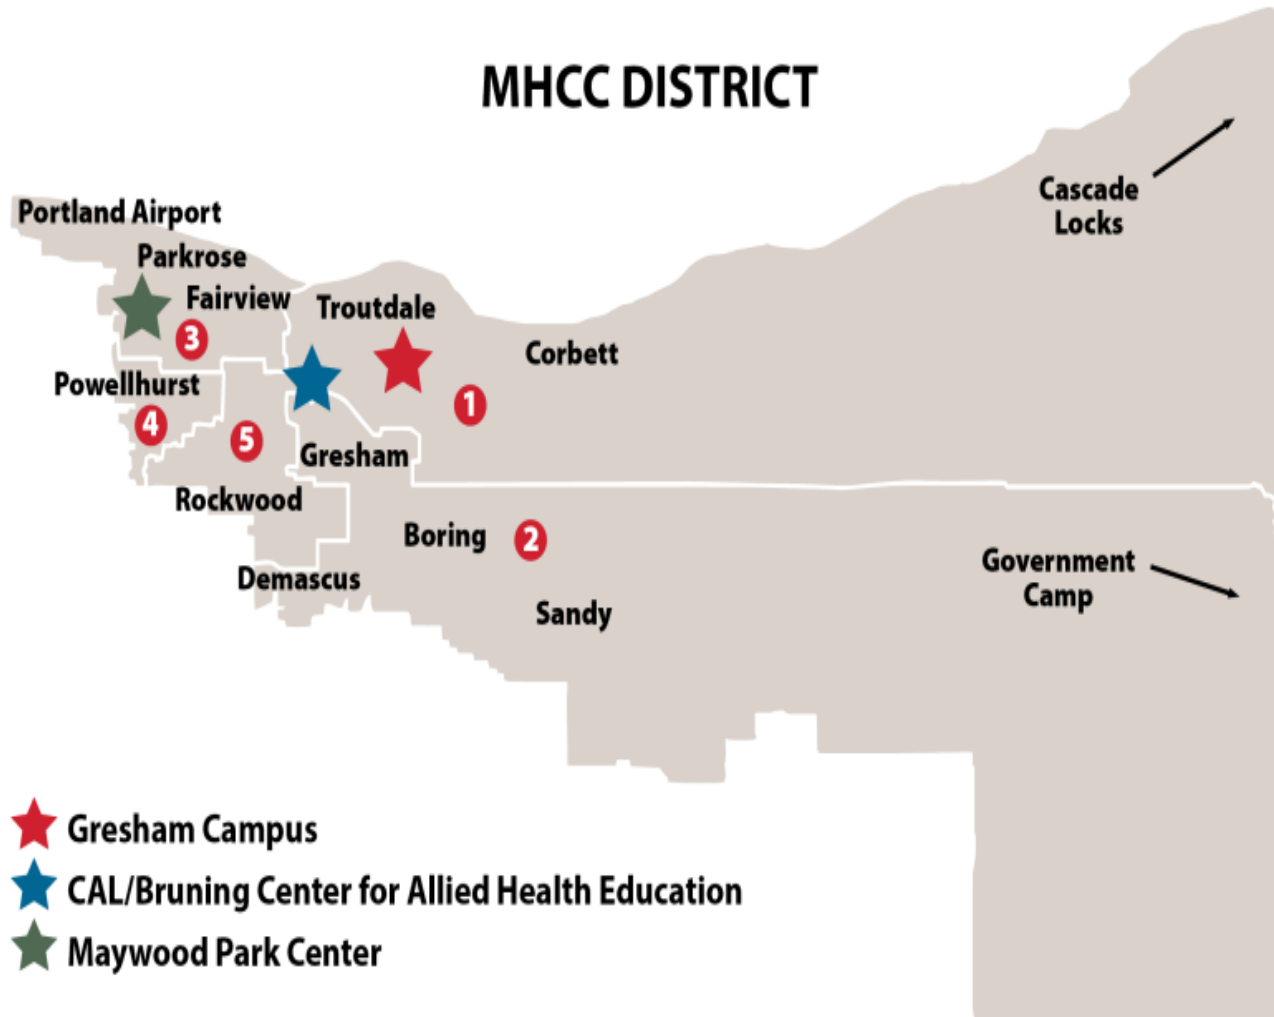 MHCC DISTRICT
Cascade
Locks
Portland Airport
Parkrose
Fairview
Troutdale
3
Corbett
Powellhurst
1
4
5
Gresham
Rockwood
Boring
2
Government
Camp
Demascus
Sandy
Gresham Campus
CAL/Bruning Center for Allied Health Education
Maywood Park Center